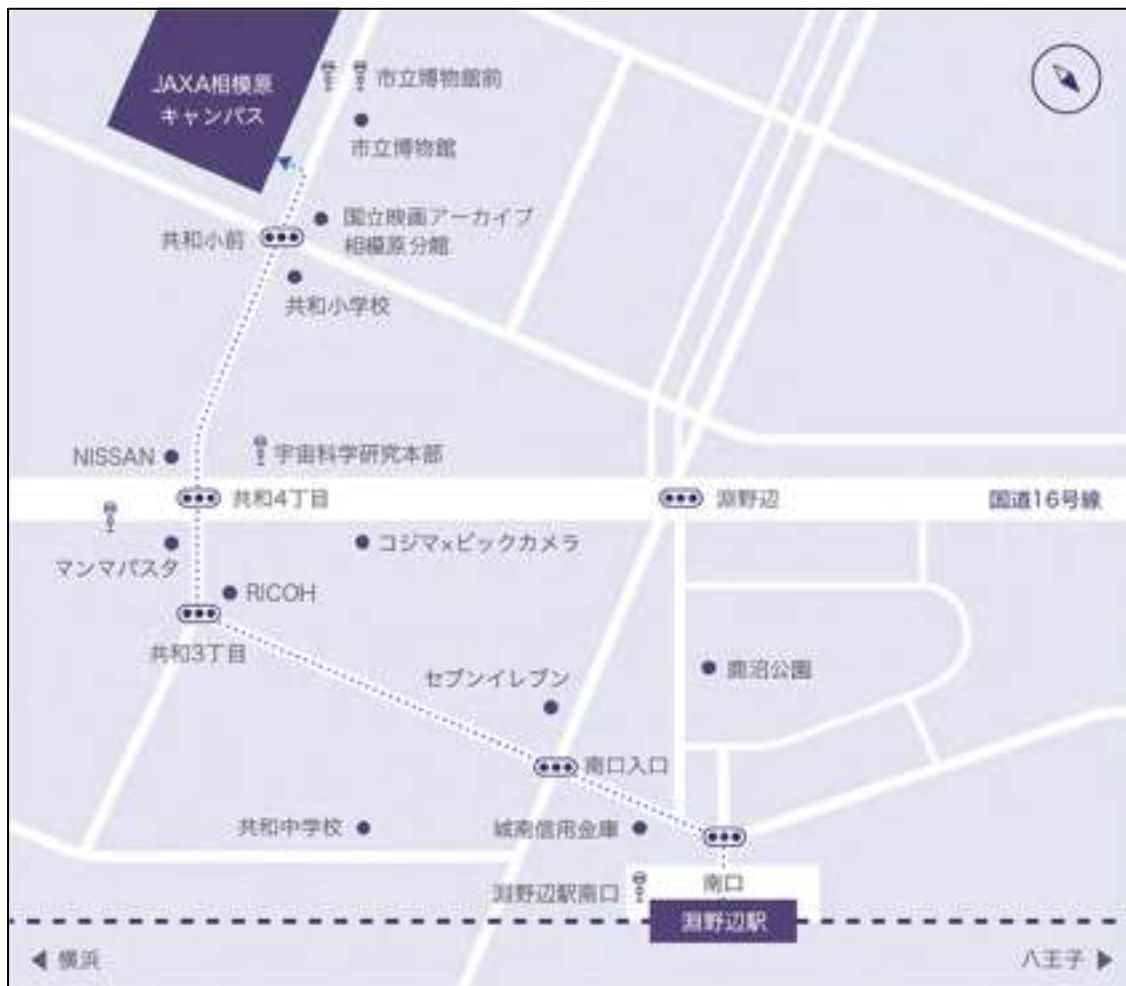 JAXA相模原
キャンパス
市立博物館前
市立博物館
国立映画アーカイブ
相模原分館
共和小前
共和小学校
NISSAN
宇宙科学研究本部
共和4丁目
淵野辺
国道16号線
マンマパスタ
コジマ×ビックカメラ
RICOH
共和3丁目
セブンイレブン
鹿沼公園
南口入口
共和中学校
城南信用金庫
淵野辺駅南口
南口
淵野辺駅
横浜
八王子